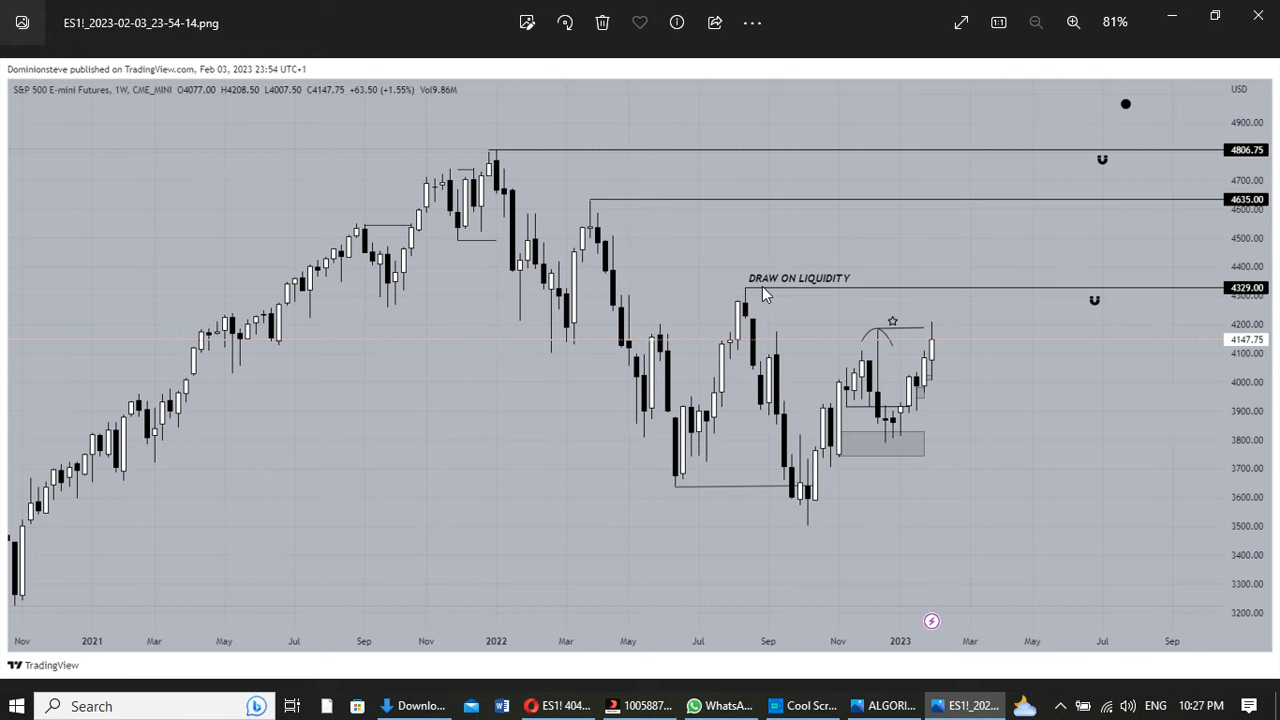 ES1!_2023-02-03_23-54-14.png
81%
Dominionsteve published on TradingView.com, Feb 03, 2023 23:54 UTC+1
S&P 500 E-mini Futures, 1W, CME_MINI O4077.00 H4208.50 L4007.50 C4147.75 +63.50 (+1.55%) Vol9.86M
USD
4900.00
4806.75
4700.00
4635.00
4600.00
4500.00
4400.00
DRAW ON LIQUIDITY
4329.00
4300.00
4200.00
4147.75
4100.00
4000.00
3900.00
3800.00
3700.00
3600.00
3500.00
3400.00
3300.00
3200.00
Nov 2021 Mar May Jul Sep Nov 2022 Mar May Jul Sep Nov 2023 Mar May Jul Sep
TradingView
Search
Downlo...
ES1! 404...
1005887...
WhatsA...
Cool Scr...
ALGORI...
ES1!_202...
10:27 PM